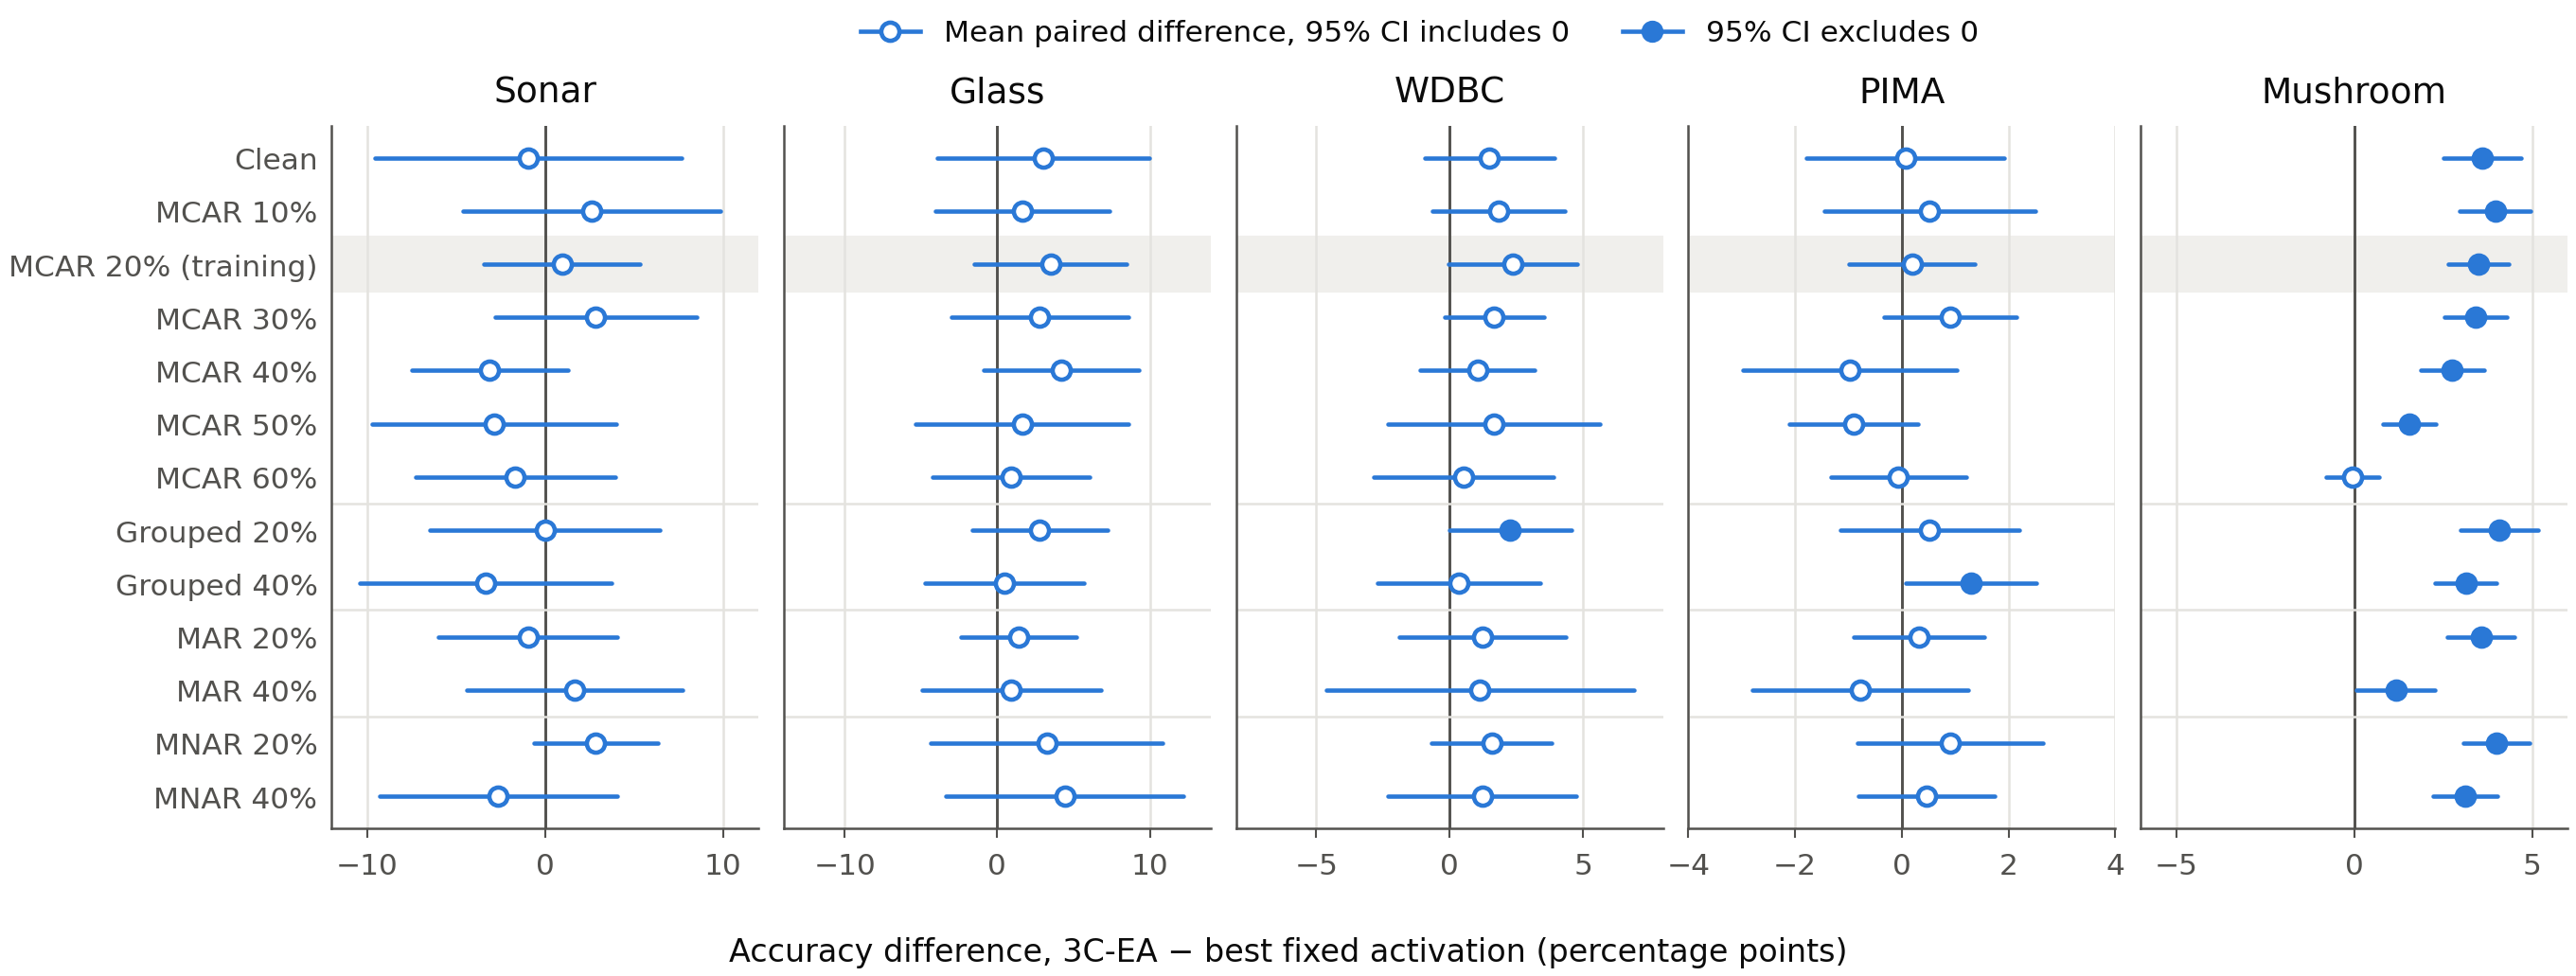 Mean paired difference, 95% CI includes 0 95% CI excludes 0
Sonar Glass WDBC PIMA Mushroom
Clean
MCAR 10%
MCAR 20% (training)
MCAR 30%
MCAR 40%
MCAR 50%
MCAR 60%
Grouped 20%
Grouped 40%
MAR 20%
MAR 40%
MNAR 20%
MNAR 40%
−10 0 10 −10 0 10 −5 0 5 −4 −2 0 2 4 −5 0 5
Accuracy difference, 3C-EA − best fixed activation (percentage points)